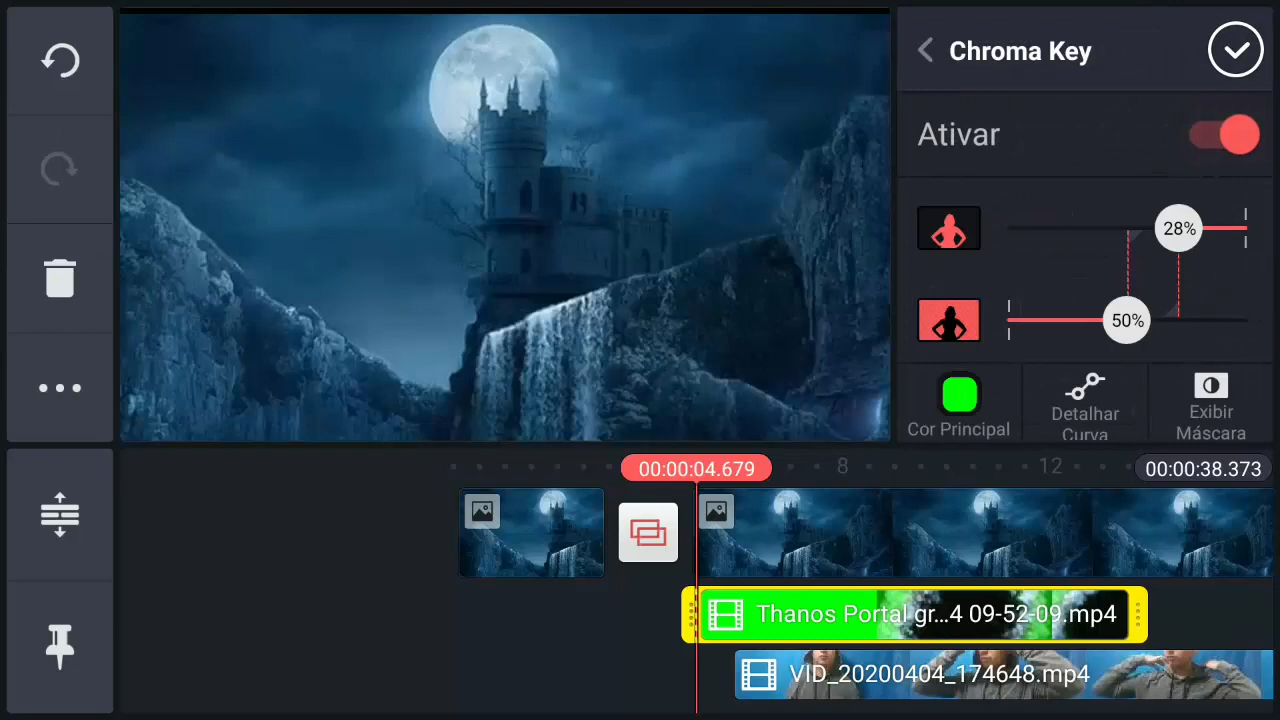 Chroma Key
Ativar
28%
50%
Cor Principal
Detalhar
Curva
Exibir
Máscara
00:00:04.679
8
12
00:00:38.373
Thanos Portal gr...4 09-52-09.mp4
VID_20200404_174648.mp4